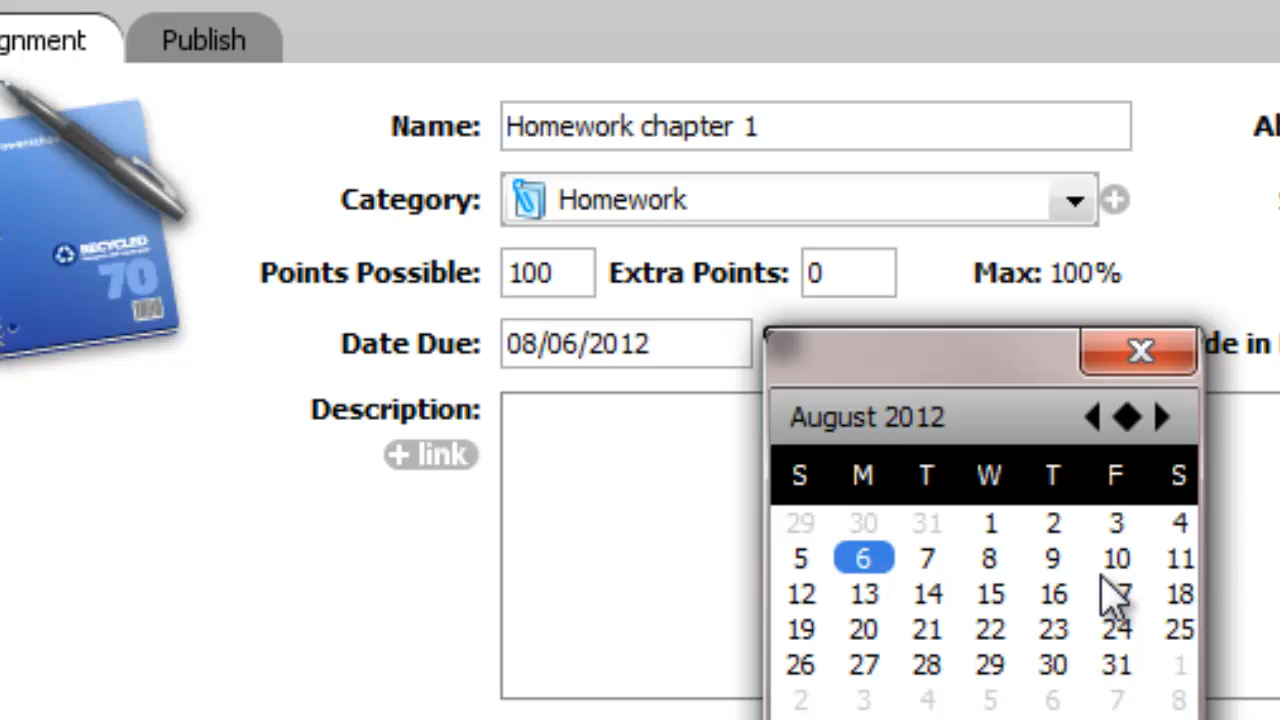 gnment Publish
Name: Homework chapter 1
Category: Homework
Points Possible: 100 Extra Points: 0 Max: 100%
Date Due: 08/06/2012
Description:
+ link
RECYCLED
70
August 2012
S M T W T F S
29 30 31 1 2 3 4
5 6 7 8 9 10 11
12 13 14 15 16 18
19 20 21 22 23 24 25
26 27 28 29 30 31 1
2 3 4 5 6 7 8
de in